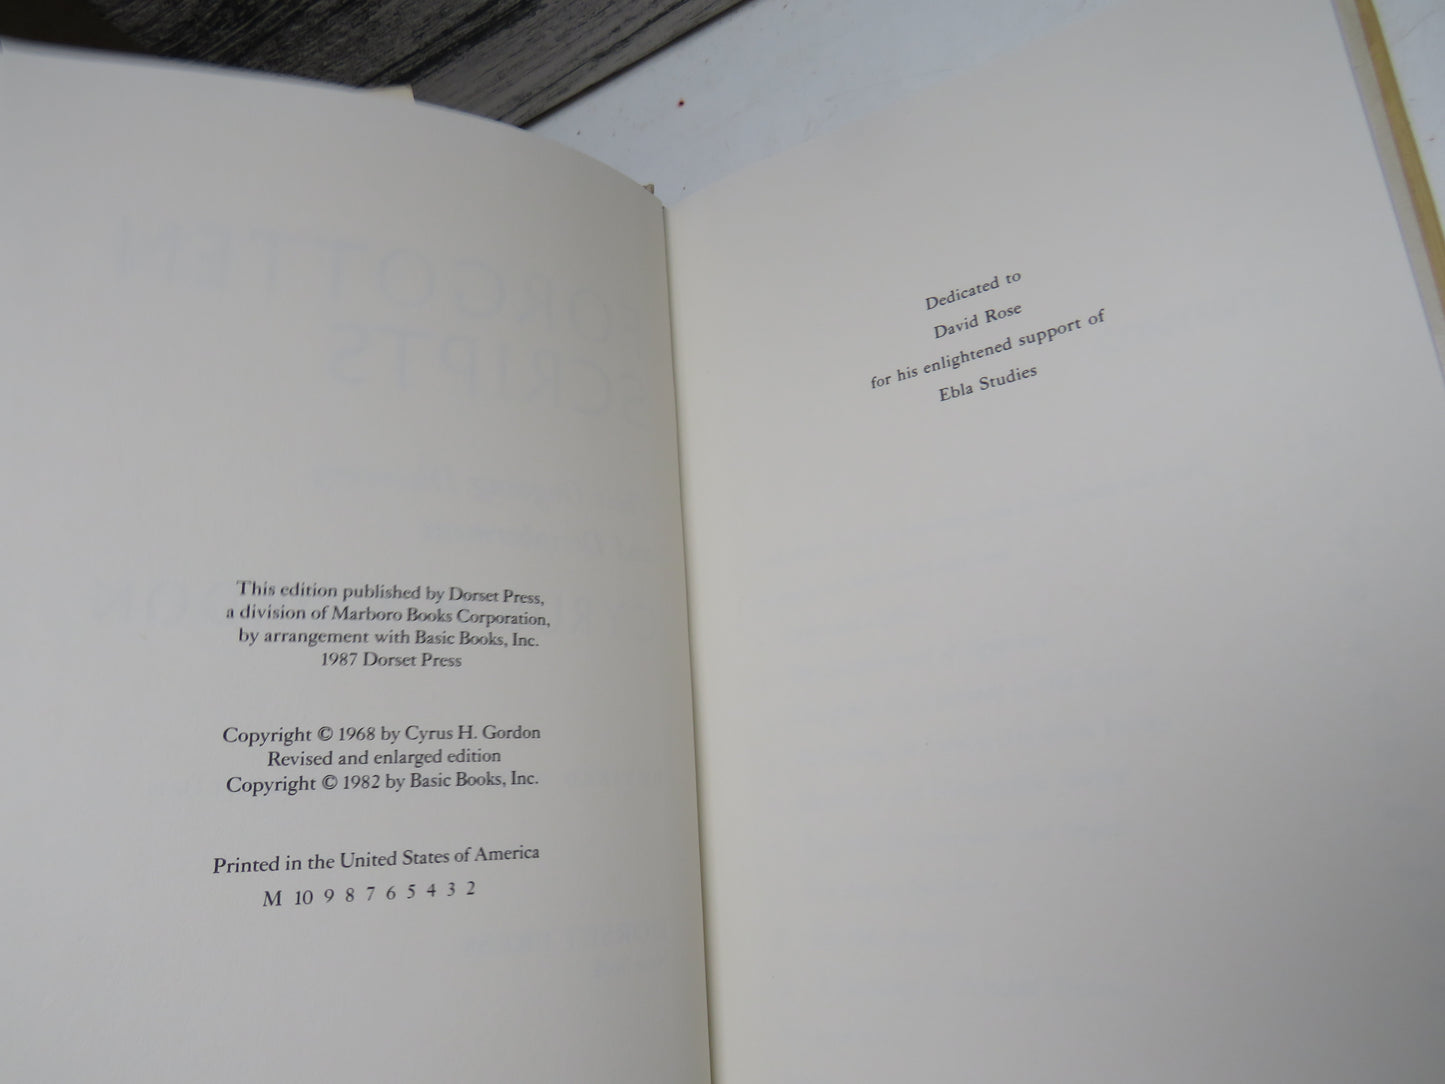 This edition published by Dorset Press,
a division of Marboro Books Corporation,
by arrangement with Basic Books, Inc.
1987 Dorset Press
Copyright © 1968 by Cyrus H. Gordon
Revised and enlarged edition
Copyright © 1982 by Basic Books, Inc.
Printed in the United States of America
M 10 9 8 7 6 5 4 3 2
Dedicated to
David Rose
for his enlightened support of
Ebla Studies
FORGOTTEN
SCRIPTS